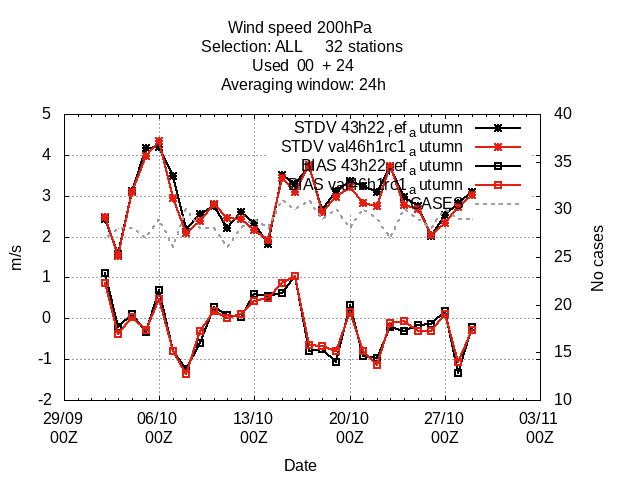 Wind speed 200hPa
Selection: ALL 32 stations
Used 00 + 24
Averaging window: 24h
STDV 43h22_ref_autumn
STDV val46h1rc1_autumn
BIAS 43h22_ref_autumn
BIAS val46h1rc1_autumn
CASES
5
4
3
2
1
0
-1
-2
m/s
40
35
30
25
20
15
10
No cases
29/09 06/10 13/10 20/10 27/10 03/11
00Z 00Z 00Z 00Z 00Z 00Z
Date